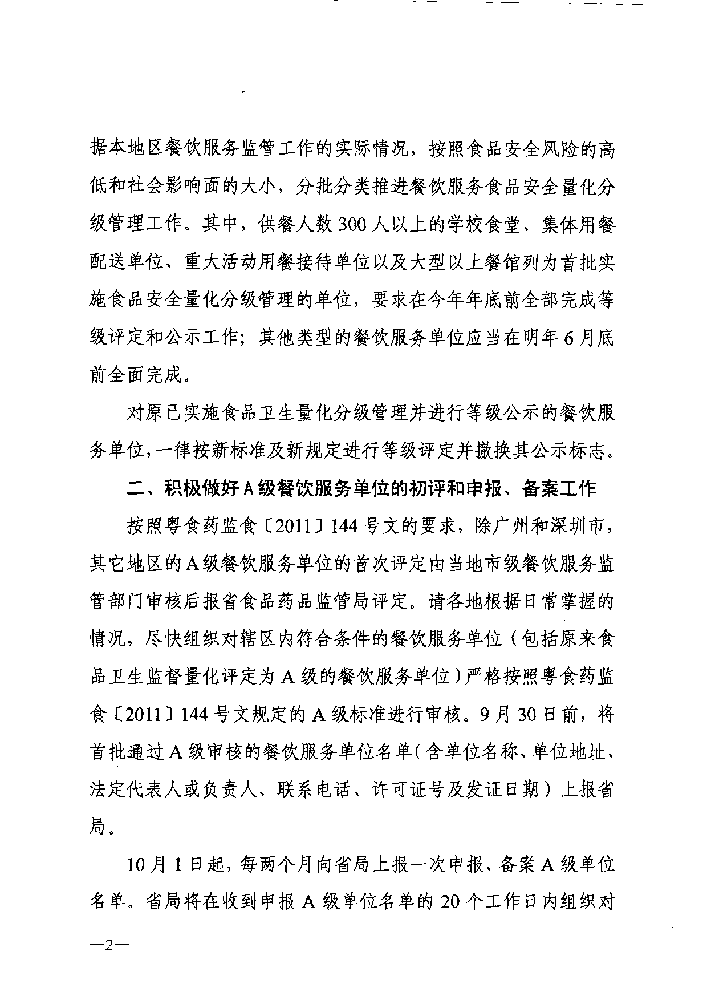 据本地区餐饮服务监管工作的实际情况，按照食品安全风险的高
低和社会影响面的大小，分批分类推进餐饮服务食品安全量化分
级管理工作。其中，供餐人数 300 人以上的学校食堂、集体用餐
配送单位、重大活动用餐接待单位以及大型以上餐馆列为首批实
施食品安全量化分级管理的单位，要求在今年年底前全部完成等
级评定和公示工作；其他类型的餐饮服务单位应当在明年 6 月底
前全面完成。
对原已实施食品卫生量化分级管理并进行等级公示的餐饮服
务单位，一律按新标准及新规定进行等级评定并撤换其公示标志。
二、积极做好 A 级餐饮服务单位的初评和申报、备案工作
按照粤食药监食〔2011〕144 号文的要求，除广州和深圳市，
其它地区的 A 级餐饮服务单位的首次评定由当地市级餐饮服务监
管部门审核后报省食品药品监管局评定。请各地根据日常掌握的
情况，尽快组织对辖区内符合条件的餐饮服务单位（包括原来食
品卫生监督量化评定为 A 级的餐饮服务单位）严格按照粤食药监
食〔2011〕144 号文规定的 A 级标准进行审核。9 月 30 日前，将
首批通过 A 级审核的餐饮服务单位名单（含单位名称、单位地址、
法定代表人或负责人、联系电话、许可证号及发证日期）上报省
局。
10 月 1 日起，每两个月向省局上报一次申报、备案 A 级单位
名单。省局将在收到申报 A 级单位名单的 20 个工作日内组织对
—2—